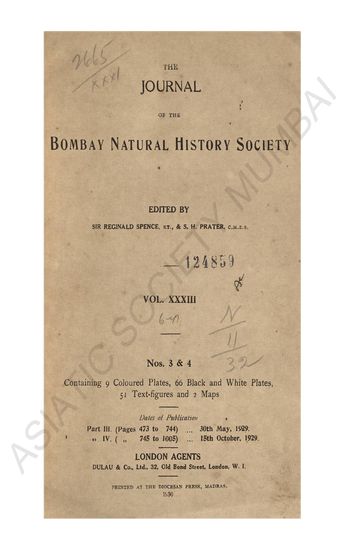 2665
XXXI
THE
JOURNAL
OF THE
BOMBAY NATURAL HISTORY SOCIETY
EDITED BY
SIR REGINALD SPENCE, KT., & S. H. PRATER, C.M.Z.S.
124859
VOL. XXXIII
N
11
32
Nos. 3 & 4
Containing 9 Coloured Plates, 66 Black and White Plates,
51 Text-figures and 2 Maps
Dates of Publication
Part III. (Pages 473 to 744) ... 30th May, 1929.
" IV. ( " 745 to 1005) ... 15th October, 1929.
LONDON AGENTS
DULAU & Co., Ltd., 32, Old Bond Street, London, W. I.
PRINTED AT THE DIOCESAN PRESS, MADRAS.
1930
ASIATIC SOCIETY MUMBAI